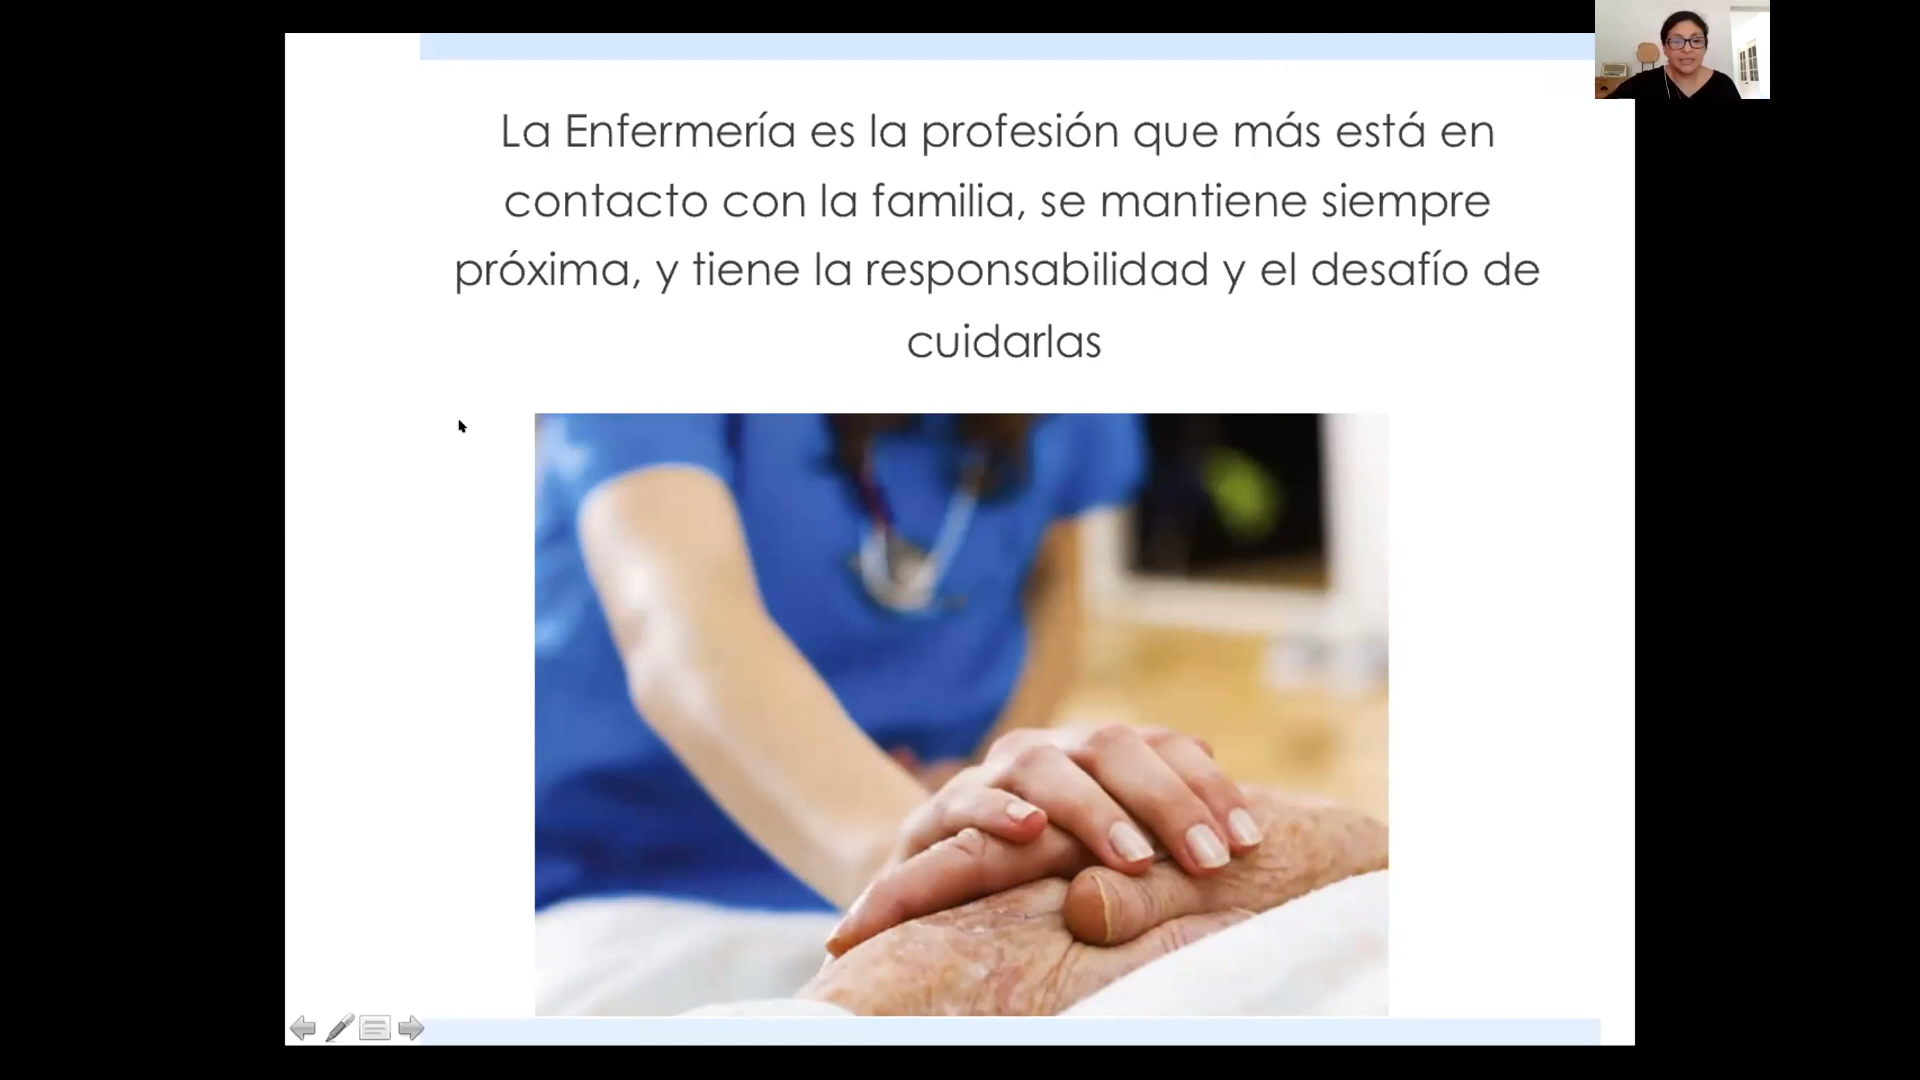 La Enfermería es la profesión que más está en
contacto con la familia, se mantiene siempre
próxima, y tiene la responsabilidad y el desafío de
cuidarlas